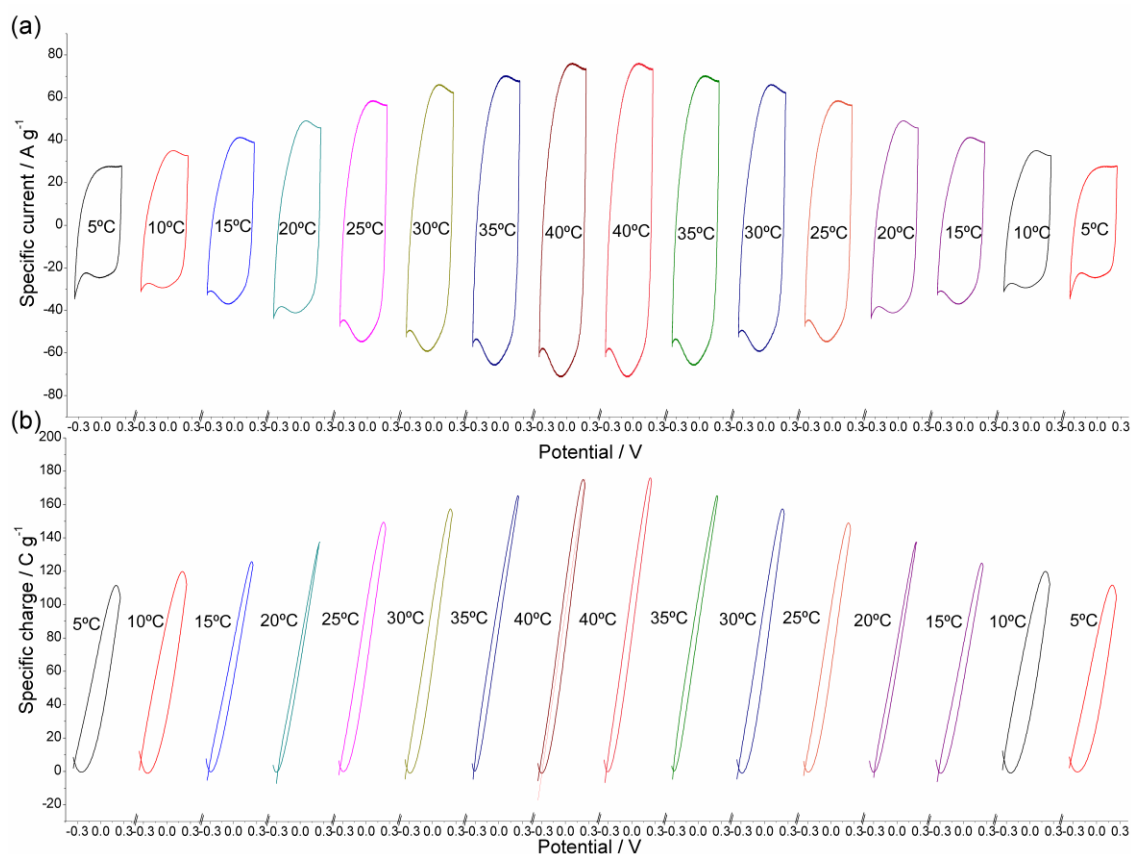 (a)
80
60
40
20
0
-20
-40
-60
-80
Specific current / A g⁻¹
5ºC 10ºC 15ºC 20ºC 25ºC 30ºC 35ºC 40ºC 40ºC 35ºC 30ºC 25ºC 20ºC 15ºC 10ºC 5ºC
-0.3 0.0 0.3 -0.3 0.0 0.3 -0.3 0.0 0.3 -0.3 0.0 0.3 -0.3 0.0 0.3 -0.3 0.0 0.3 -0.3 0.0 0.3 -0.3 0.0 0.3 -0.3 0.0 0.3 -0.3 0.0 0.3 -0.3 0.0 0.3 -0.3 0.0 0.3 -0.3 0.0 0.3 -0.3 0.0 0.3 -0.3 0.0 0.3 -0.3 0.0 0.3
Potential / V
(b)
200
180
160
140
120
100
80
60
40
20
0
-20
Specific charge / C g⁻¹
5ºC 10ºC 15ºC 20ºC 25ºC 30ºC 35ºC 40ºC 40ºC 35ºC 30ºC 25ºC 20ºC 15ºC 10ºC 5ºC
-0.3 0.0 0.3 -0.3 0.0 0.3 -0.3 0.0 0.3 -0.3 0.0 0.3 -0.3 0.0 0.3 -0.3 0.0 0.3 -0.3 0.0 0.3 -0.3 0.0 0.3 -0.3 0.0 0.3 -0.3 0.0 0.3 -0.3 0.0 0.3 -0.3 0.0 0.3 -0.3 0.0 0.3 -0.3 0.0 0.3 -0.3 0.0 0.3 -0.3 0.0 0.3
Potential / V